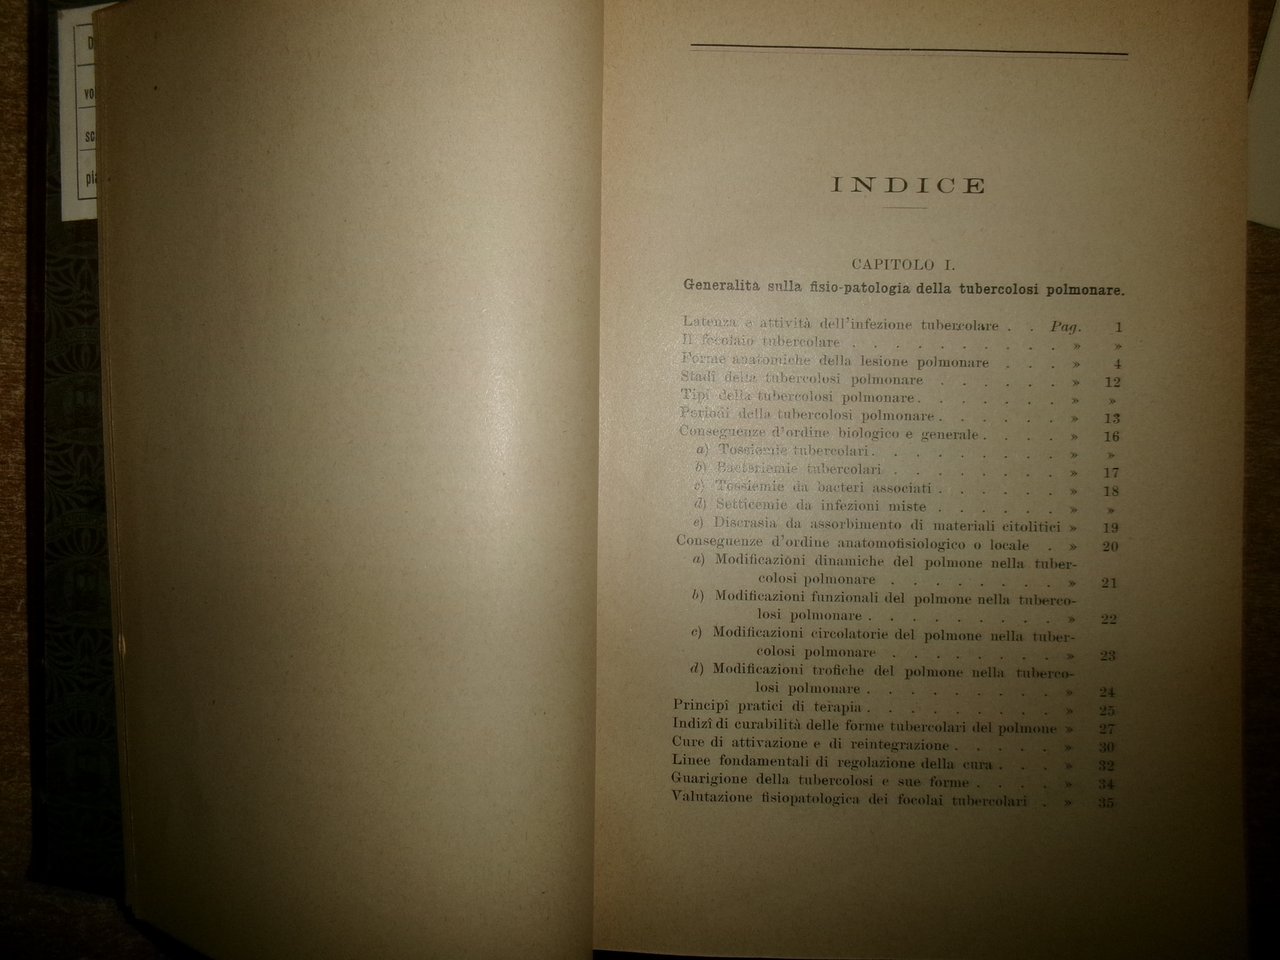 D
vo
sc
pia
INDICE
CAPITOLO I.
Generalità sulla fisio-patologia della tubercolosi polmonare.
Latenza e attività dell'infezione tubercolare . . Pag. 1
Il focolaio tubercolare . . . . . . . . . . » »
Forme anatomiche della lesione polmonare . . . » 4
Stadî della tubercolosi polmonare . . . . . . » 12
Tipî della tubercolosi polmonare . . . . . . . » »
Periodi della tubercolosi polmonare . . . . . . » 13
Conseguenze d'ordine biologico e generale . . . . » 16
a) Tossiemie tubercolari . . . . . . . . . » »
b) Bacteriemie tubercolari . . . . . . . . » 17
c) Tossiemie da bacteri associati . . . . . . » 18
d) Setticemie da infezioni miste . . . . . . » »
e) Discrasia da assorbimento di materiali citolitici » 19
Conseguenze d'ordine anatomofisiologico o locale . » 20
a) Modificazioni dinamiche del polmone nella tuber-
colosi polmonare . . . . . . . . » 21
b) Modificazioni funzionali del polmone nella tuberco-
losi polmonare . . . . . . . . . » 22
c) Modificazioni circolatorie del polmone nella tuber-
colosi polmonare . . . . . . . . » 23
d) Modificazioni trofiche del polmone nella tuberco-
losi polmonare . . . . . . . . . » 24
Principî pratici di terapia . . . . . . . . . » 25
Indizî di curabilità delle forme tubercolari del polmone » 27
Cure di attivazione e di reintegrazione . . . . . » 30
Linee fondamentali di regolazione della cura . . . » 32
Guarigione della tubercolosi e sue forme . . . . » 34
Valutazione fisiopatologica dei focolai tubercolari . » 35